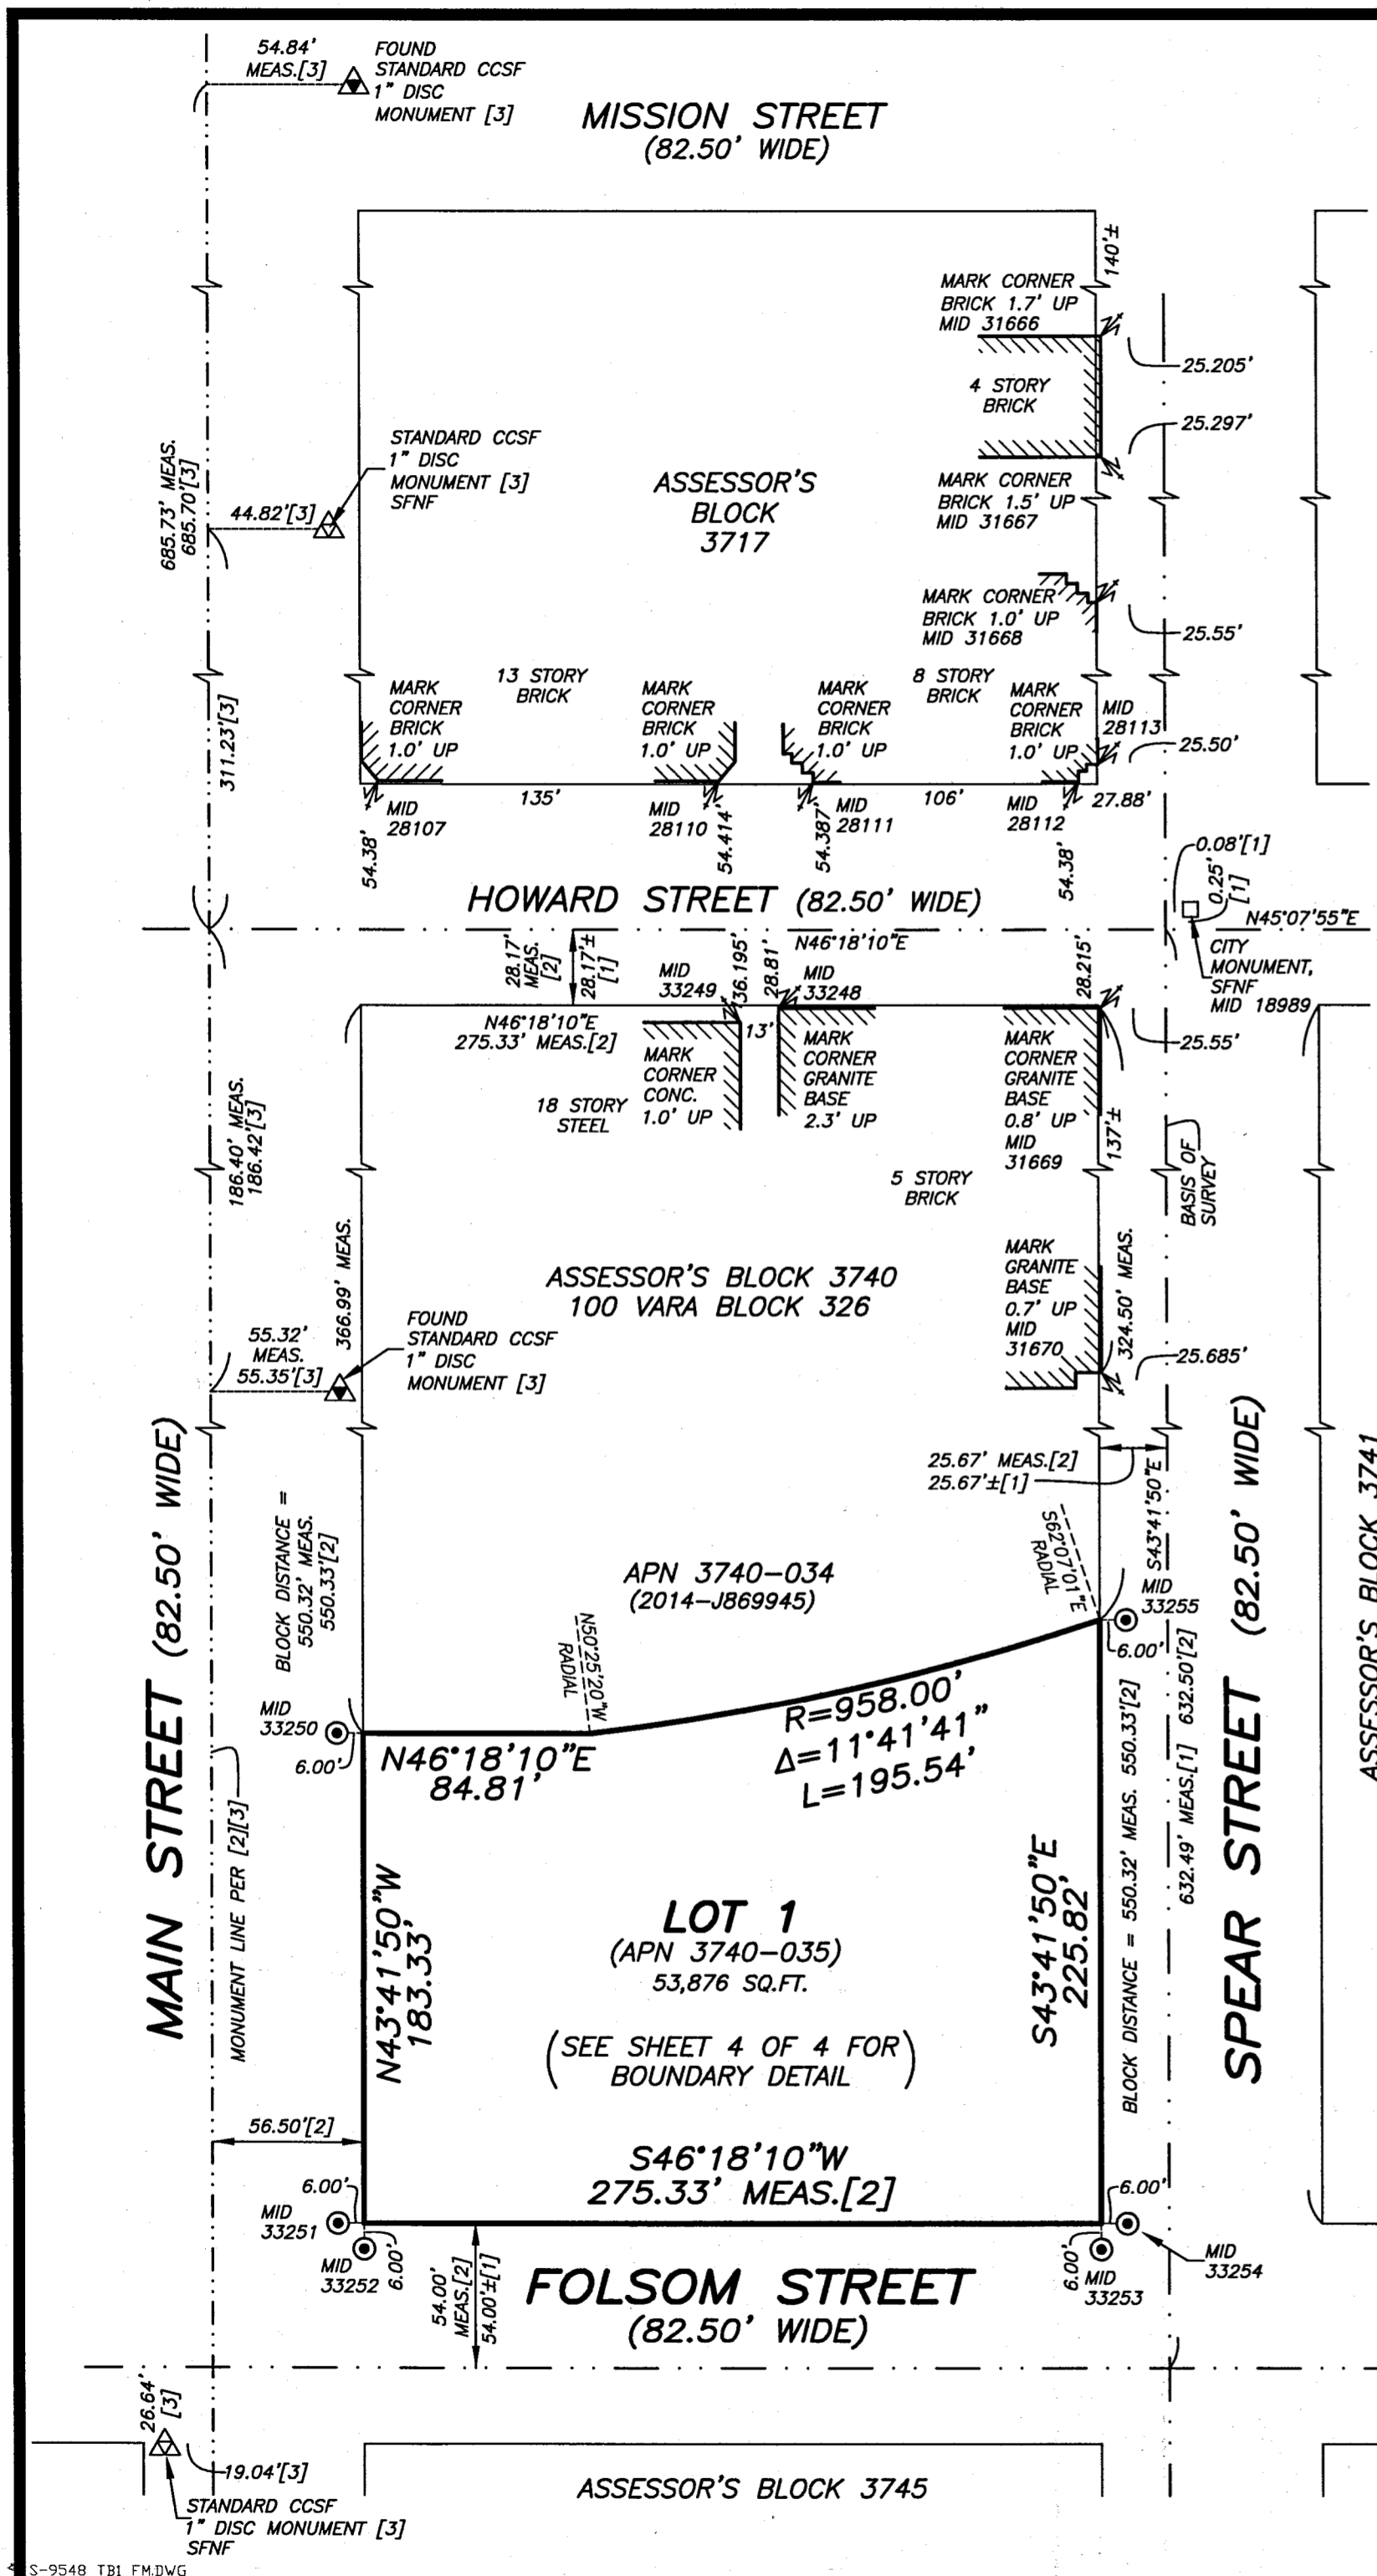 54.84'
MEAS.[3]
FOUND
STANDARD CCSF
1" DISC
MONUMENT [3]
MISSION STREET
(82.50' WIDE)
140'±
MARK CORNER
BRICK 1.7' UP
MID 31666
25.205'
4 STORY
BRICK
25.297'
685.73' MEAS.
685.70'[3]
STANDARD CCSF
1" DISC
MONUMENT [3]
SFNF
44.82'[3]
ASSESSOR'S
BLOCK
3717
MARK CORNER
BRICK 1.5' UP
MID 31667
MARK CORNER
BRICK 1.0' UP
MID 31668
25.55'
311.23'[3]
MARK
CORNER
BRICK
1.0' UP
13 STORY
BRICK
MARK
CORNER
BRICK
1.0' UP
MARK
CORNER
BRICK
1.0' UP
8 STORY
BRICK
MARK
CORNER
BRICK
1.0' UP
MID
28113
25.50'
MID
28107
135'
MID
28110
MID
28111
106'
MID
28112
27.88'
54.38'
54.414'
54.387'
54.38'
0.08'[1]
0.25'
[1]
HOWARD STREET (82.50' WIDE)
N45°07'55"E
N46°18'10"E
CITY
MONUMENT,
SFNF
MID 18989
28.17'
MEAS.
[2]
28.17'±
[1]
MID
33249
36.195'
28.81'
MID
33248
28.215'
25.55'
N46°18'10"E
275.33' MEAS.[2]
13'
MARK
CORNER
CONC.
1.0' UP
MARK
CORNER
GRANITE
BASE
2.3' UP
MARK
CORNER
GRANITE
BASE
0.8' UP
MID
31669
137'±
18 STORY
STEEL
5 STORY
BRICK
186.40' MEAS.
186.42'[3]
BASIS OF
SURVEY
366.99' MEAS.
ASSESSOR'S BLOCK 3740
100 VARA BLOCK 326
MARK
GRANITE
BASE
0.7' UP
MID
31670
324.50' MEAS.
25.685'
55.32'
MEAS.
55.35'[3]
FOUND
STANDARD CCSF
1" DISC
MONUMENT [3]
25.67' MEAS.[2]
25.67'±[1]
S43°41'50"E
BLOCK DISTANCE =
550.32' MEAS.
550.33'[2]
S62°07'01"E
RADIAL
APN 3740-034
(2014-J869945)
N50°25'20"W
RADIAL
MID
33255
6.00'
MAIN STREET (82.50' WIDE)
SPEAR STREET (82.50' WIDE)
ASSESSOR'S BLOCK 3741
MID
33250
6.00'
N46°18'10"E
84.81'
R=958.00'
Δ=11°41'41"
L=195.54'
MONUMENT LINE PER [2][3]
N43°41'50"W
183.33'
LOT 1
(APN 3740-035)
53,876 SQ.FT.
(SEE SHEET 4 OF 4 FOR
BOUNDARY DETAIL)
S43°41'50"E
225.82'
BLOCK DISTANCE = 550.32' MEAS. 550.33'[2]
632.49' MEAS.[1] 632.50'[2]
56.50'[2]
S46°18'10"W
275.33' MEAS.[2]
6.00'
MID
33251
MID
33252
6.00'
6.00'
MID
33254
6.00'
MID
33253
54.00'
MEAS.[2]
54.00'±[1]
FOLSOM STREET
(82.50' WIDE)
26.64'
[3]
19.04'[3]
STANDARD CCSF
1" DISC MONUMENT [3]
SFNF
ASSESSOR'S BLOCK 3745
S-9548 TB1 FM.DWG